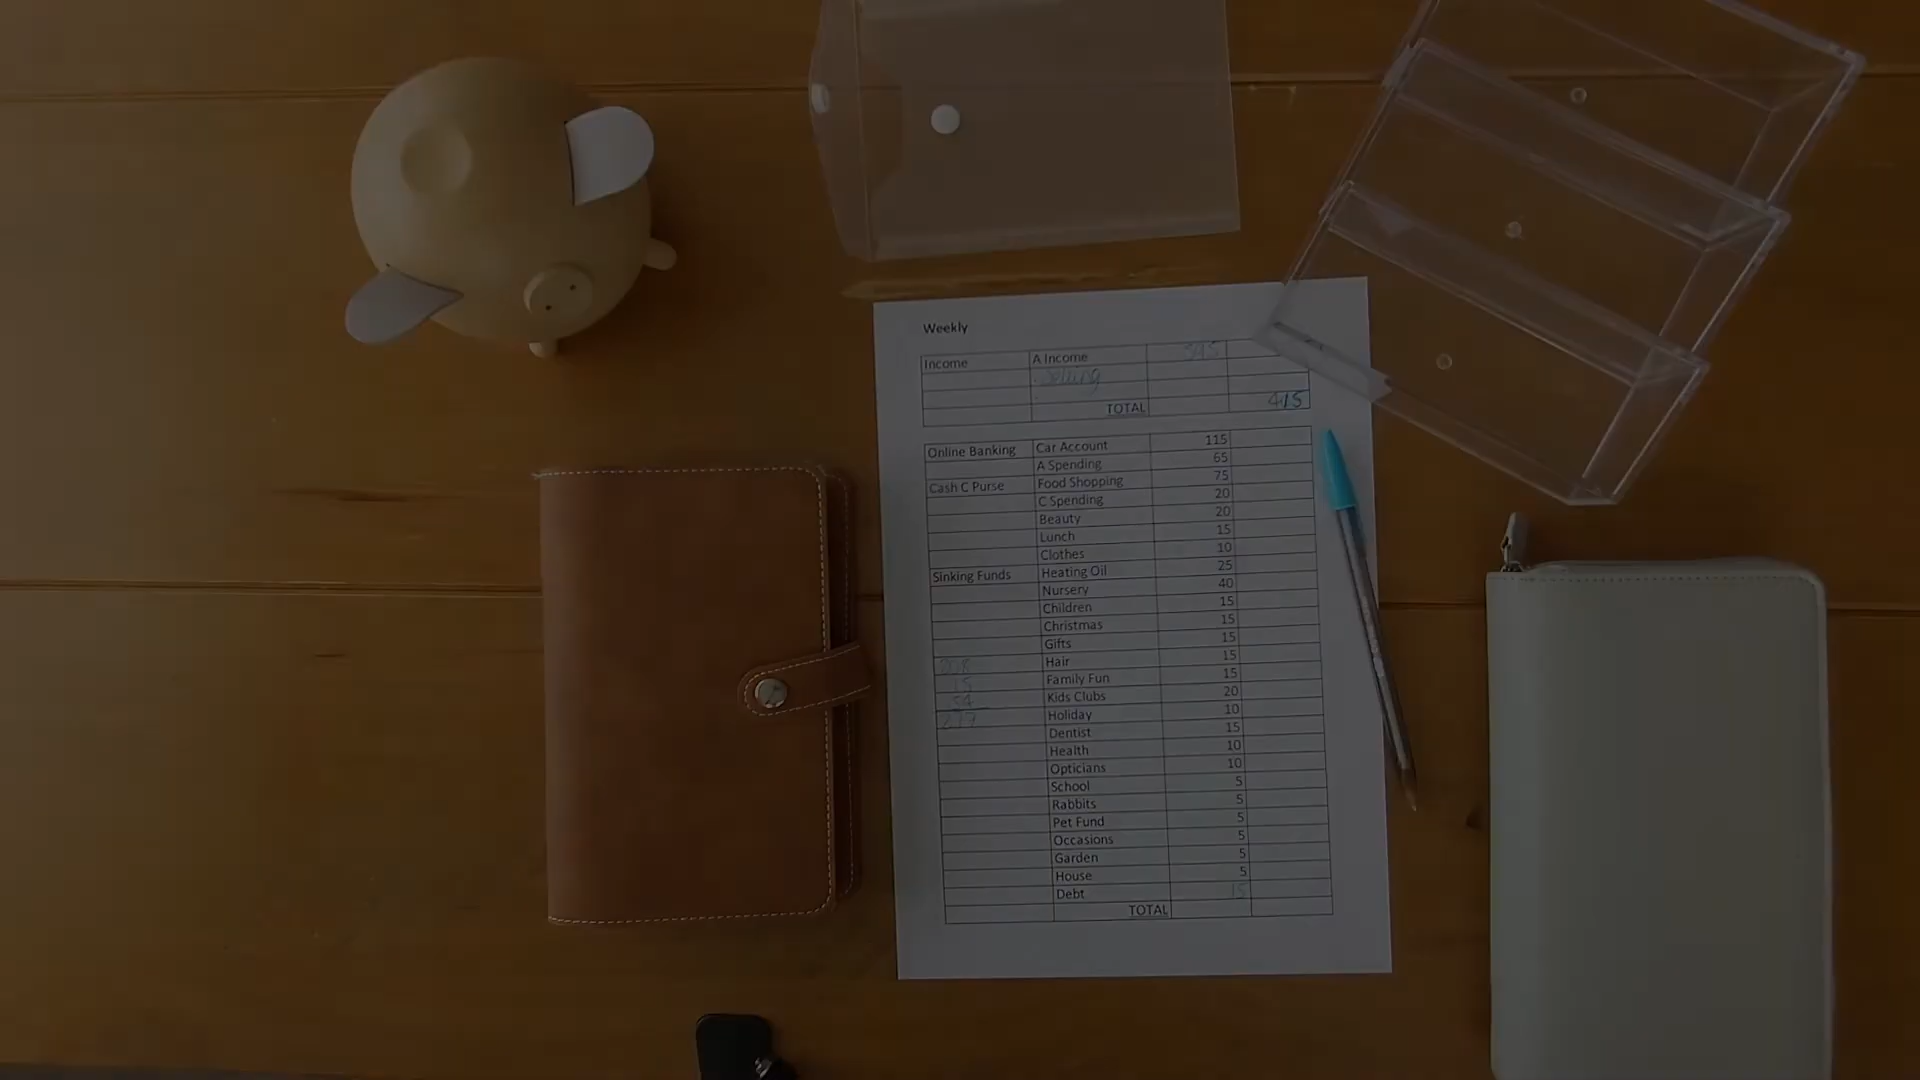 Weekly
Income A Income
Selling
TOTAL 415
Online Banking Car Account 115
A Spending 65
Cash C Purse Food Shopping 75
C Spending 20
Beauty 20
Lunch 15
Clothes 10
Sinking Funds Heating Oil 25
Nursery 40
Children 15
Christmas 15
Gifts 15
Hair 15
Family Fun 15
Kids Clubs 20
Holiday 10
Dentist 15
Health 10
Opticians 10
School 5
Rabbits 5
Pet Fund 5
Occasions 5
Garden 5
House 5
Debt 15
TOTAL